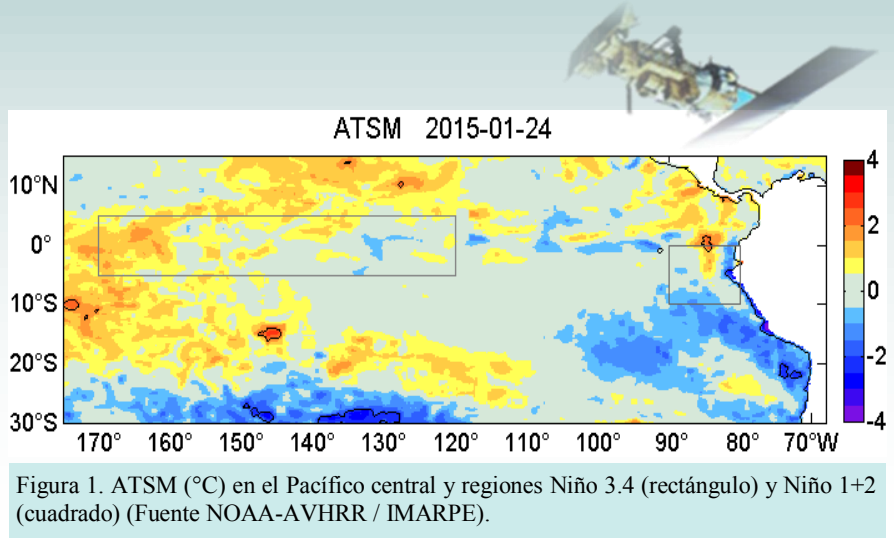 ATSM 2015-01-24
10°N
0°
10°S
20°S
30°S
170° 160° 150° 140° 130° 120° 110° 100° 90° 80° 70°W
4
2
0
-2
-4
Figura 1. ATSM (°C) en el Pacífico central y regiones Niño 3.4 (rectángulo) y Niño 1+2
(cuadrado) (Fuente NOAA-AVHRR / IMARPE).